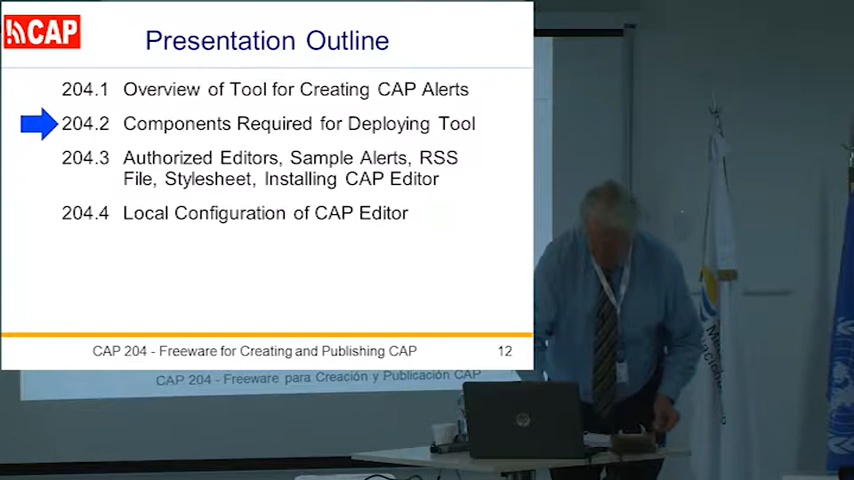 CAP
Presentation Outline
204.1 Overview of Tool for Creating CAP Alerts
204.2 Components Required for Deploying Tool
204.3 Authorized Editors, Sample Alerts, RSS
File, Stylesheet, Installing CAP Editor
204.4 Local Configuration of CAP Editor
CAP 204 - Freeware for Creating and Publishing CAP 12
CAP 204 - Freeware para Creación y Publicación CAP
hp